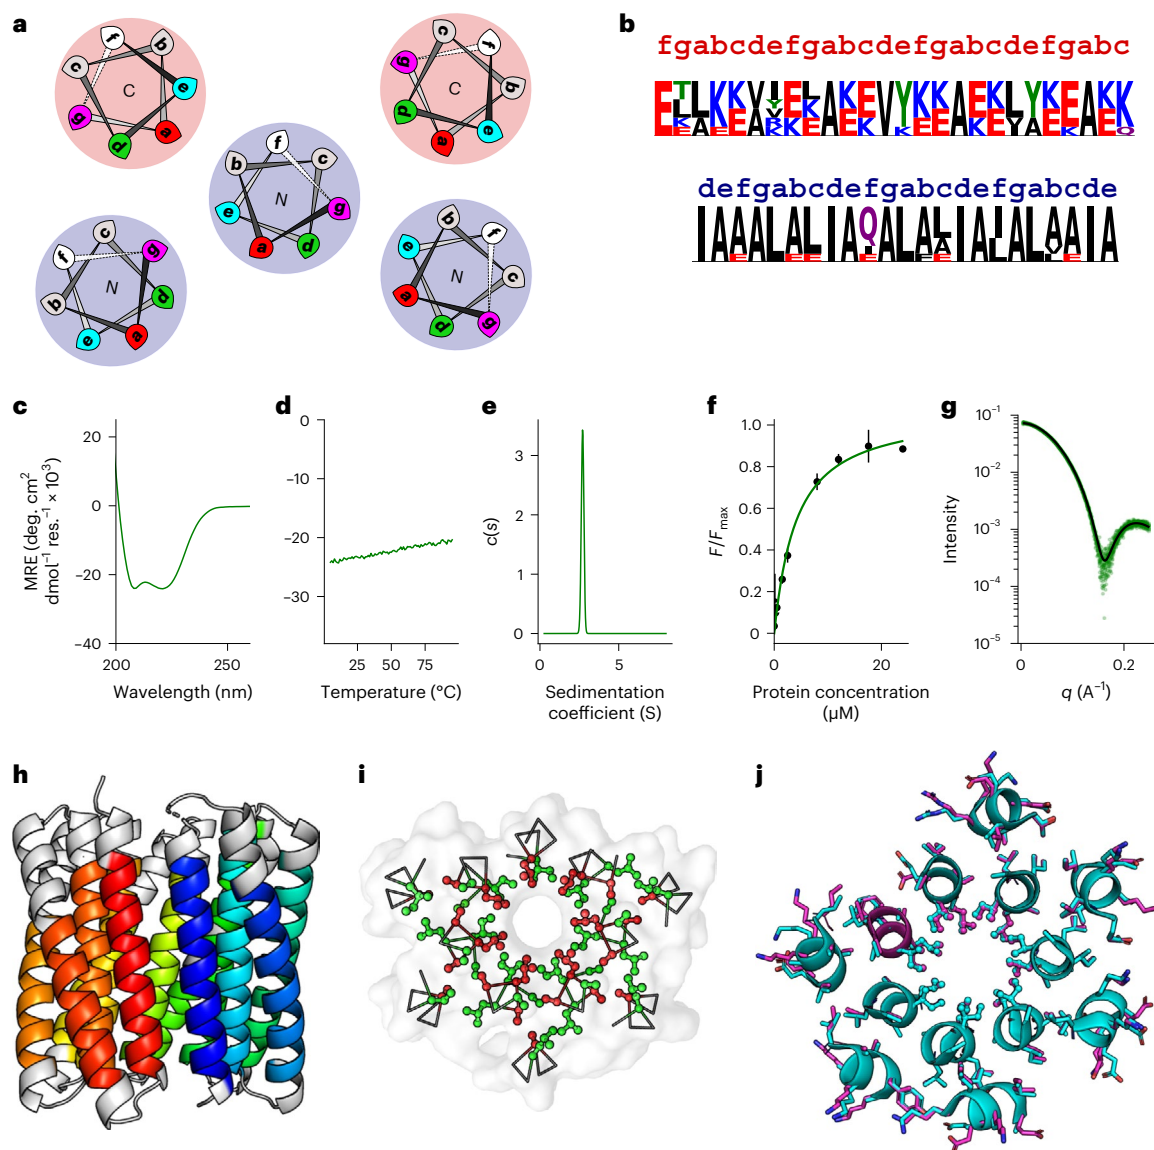 a
b
f b c e g a d
C
c f g b d e a
C
f b c e g a d
N
c g f d b a e
N
b f e c a g d
N
fgabcdefgabcdefgabcdefgabc
defgabcdefgabcdefgabcde
c
20
0
−20
−40
200
250
MRE (deg. cm²
dmol⁻¹ res.⁻¹ × 10³)
Wavelength (nm)
d
0
−10
−20
−30
25
50
75
Temperature (°C)
e
3
2
1
0
0
5
c(s)
Sedimentation
coefficient (S)
f
1.0
0.8
0.6
0.4
0.2
0
0
20
F/Fmax
Protein concentration
(µM)
g
10⁻¹
10⁻²
10⁻³
10⁻⁴
10⁻⁵
0
0.2
Intensity
q (A⁻¹)
h
i
j